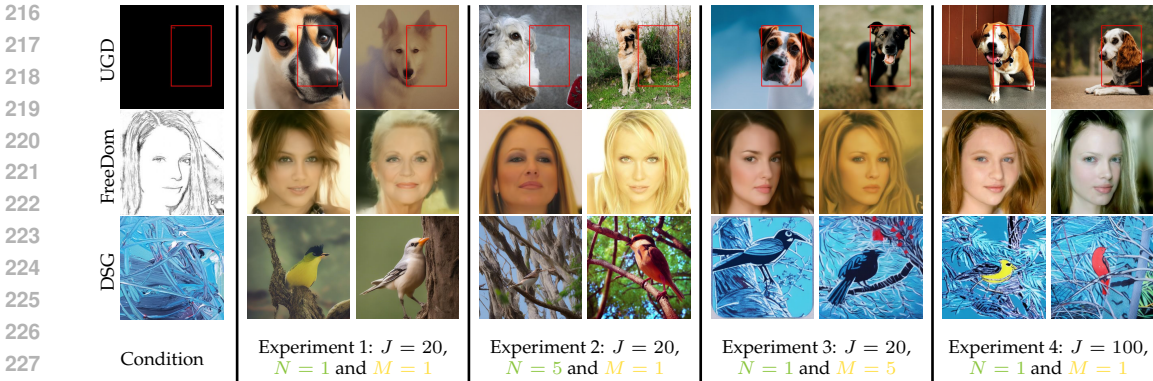 216
217
218
219
220
221
222
223
224
225
226
227
UGD
FreeDom
DSG
Condition
Experiment 1: J = 20,
N = 1 and M = 1
Experiment 2: J = 20,
N = 5 and M = 1
Experiment 3: J = 20,
N = 1 and M = 5
Experiment 4: J = 100,
N = 1 and M = 1